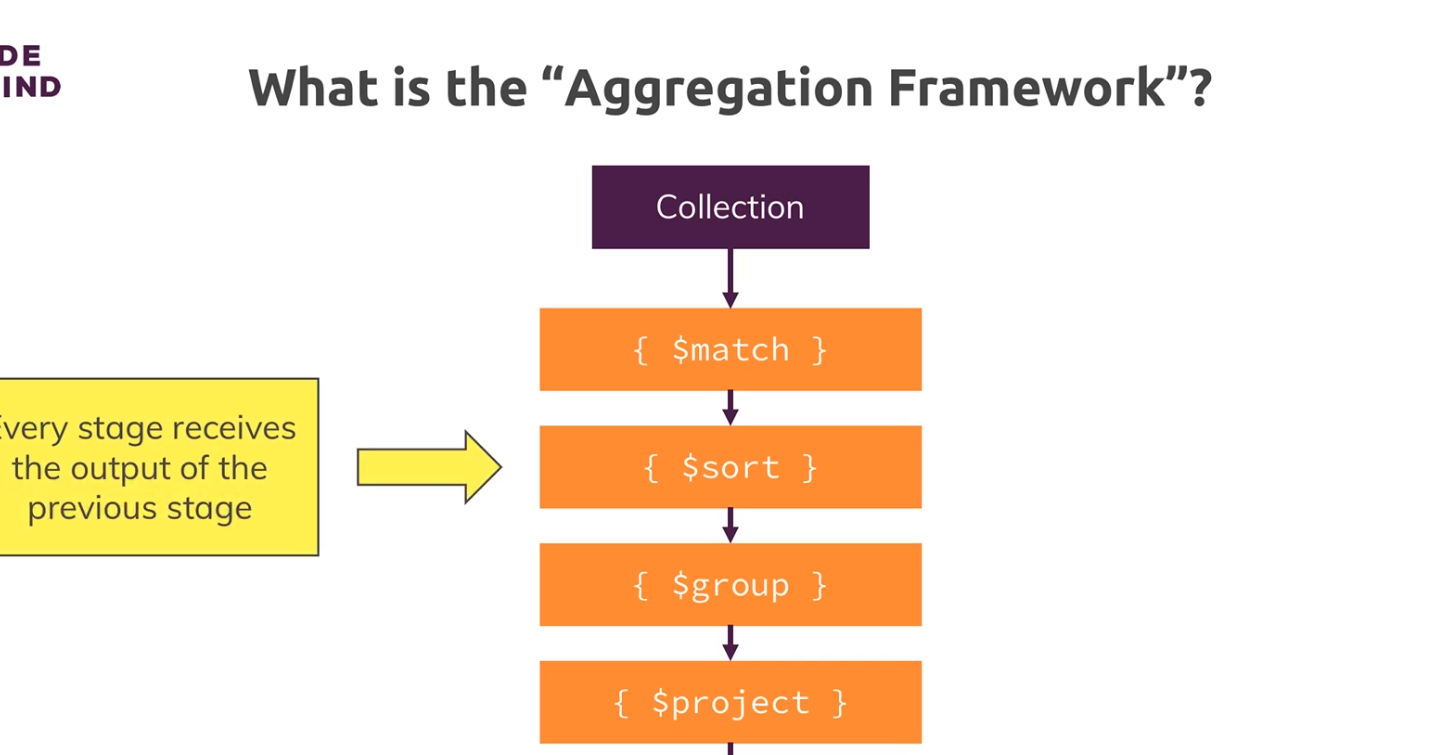 DE
IND
What is the “Aggregation Framework”?
Collection
{ $match }
Every stage receives
the output of the
previous stage
{ $sort }
{ $group }
{ $project }